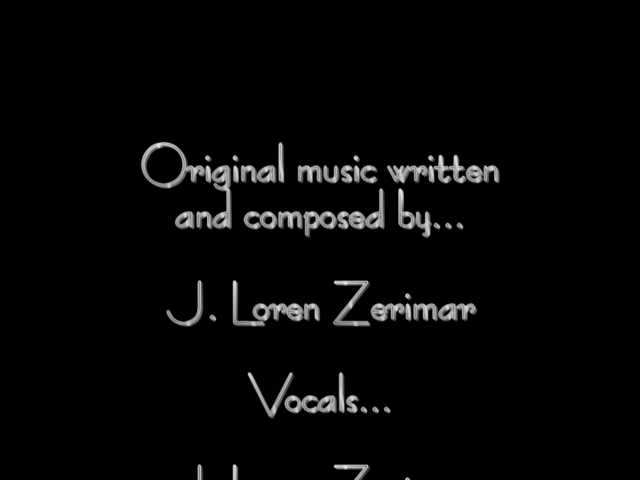 Original music written
and composed by...
J. Loren Zerimar
Vocals...